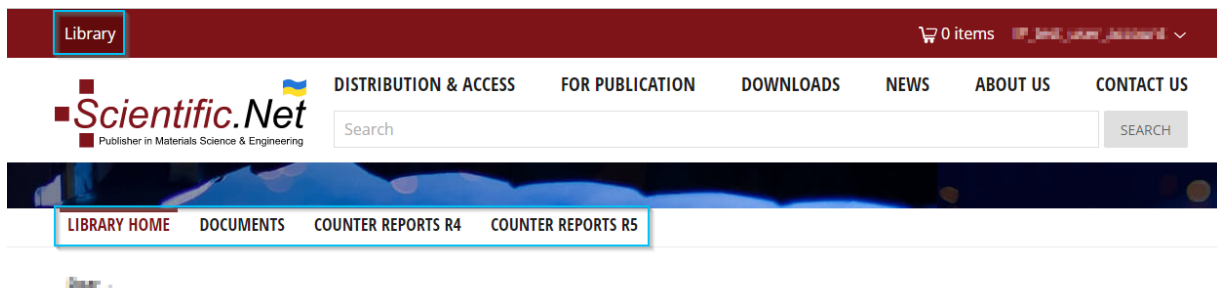 Library 0 items
DISTRIBUTION & ACCESS FOR PUBLICATION DOWNLOADS NEWS ABOUT US CONTACT US
Scientific.Net
Publisher in Materials Science & Engineering
Search SEARCH
LIBRARY HOME DOCUMENTS COUNTER REPORTS R4 COUNTER REPORTS R5